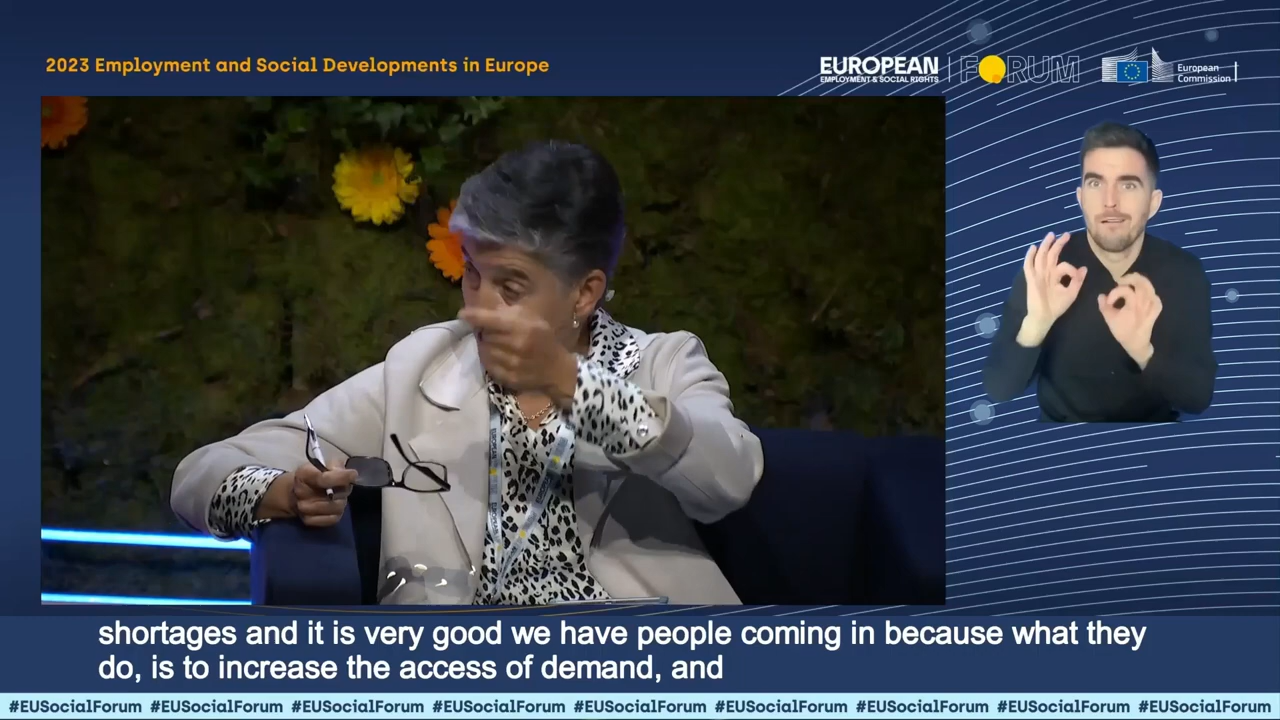 2023 Employment and Social Developments in Europe
EUROPEAN
EMPLOYMENT & SOCIAL RIGHTS
FORUM
European
Commission
shortages and it is very good we have people coming in because what they
do, is to increase the access of demand, and
#EUSocialForum #EUSocialForum #EUSocialForum #EUSocialForum #EUSocialForum #EUSocialForum #EUSocialForum #EUSocialForum #EUSocialForum